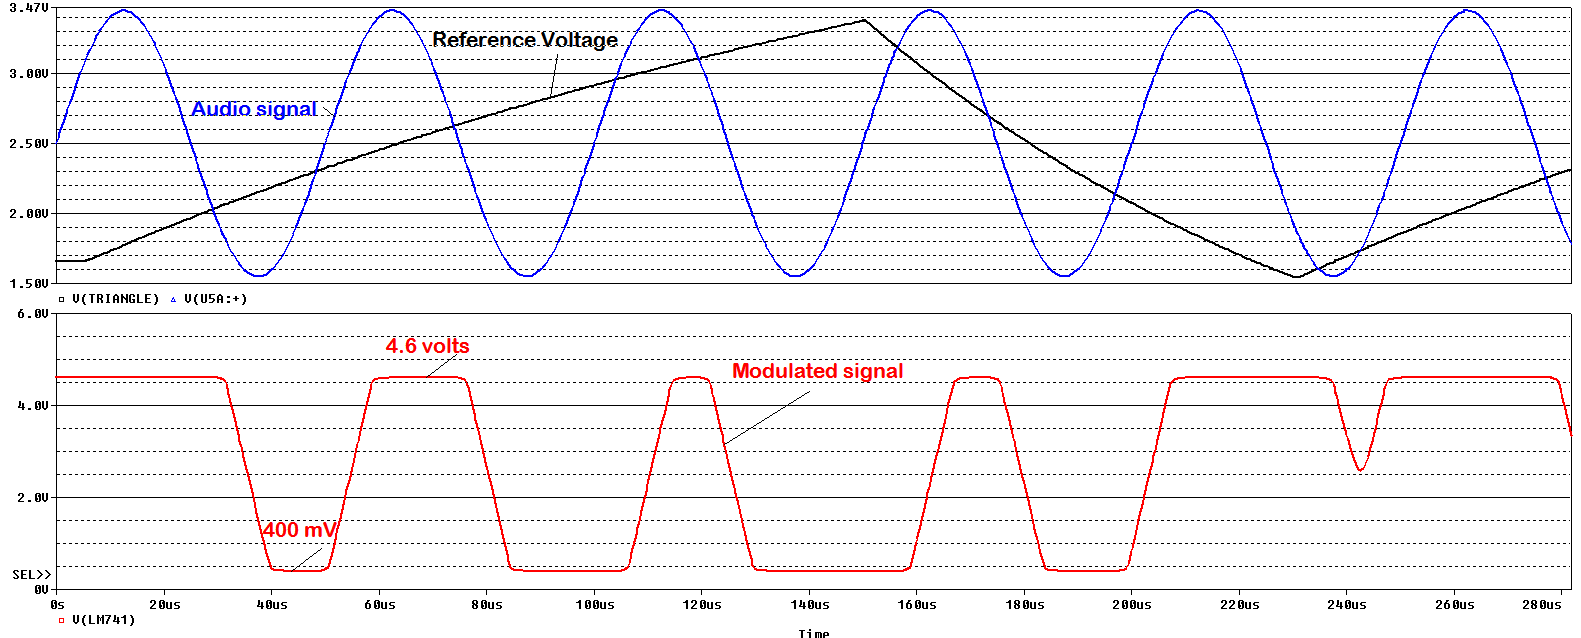 3.47V
Reference Voltage
3.00V
Audio signal
2.50V
2.00V
1.50V
V(TRIANGLE) V(U5A:+)
6.0V
4.6 volts
Modulated signal
4.0V
2.0V
400 mV
SEL>>
0V
0s 20us 40us 60us 80us 100us 120us 140us 160us 180us 200us 220us 240us 260us 280us
V(LM741)
Time